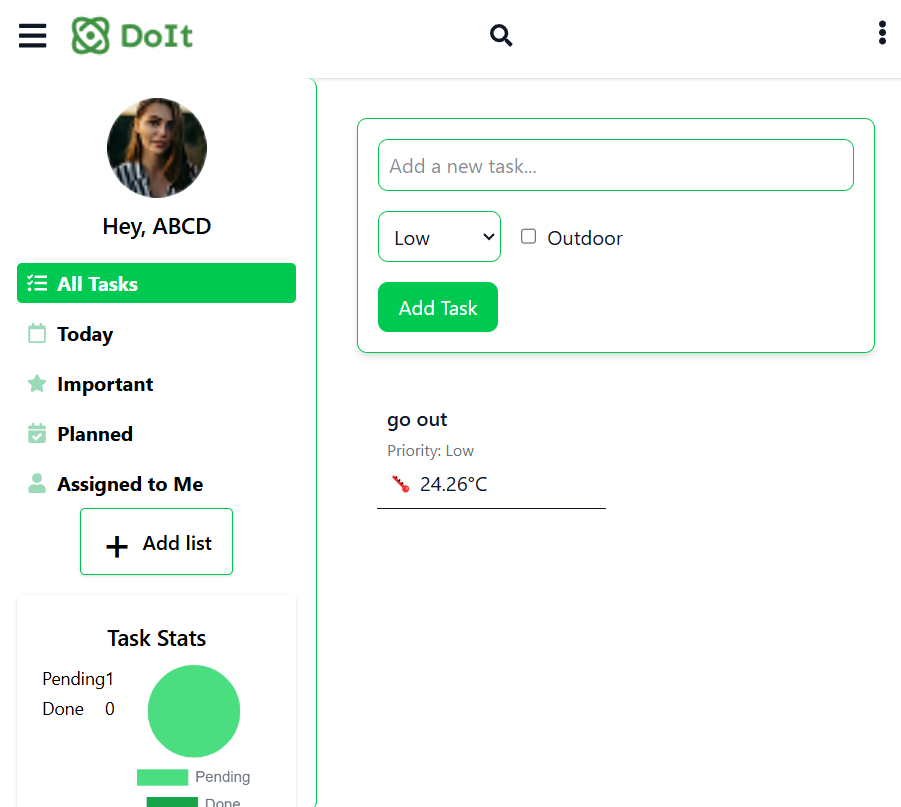 DoIt
Hey, ABCD
All Tasks
Today
Important
Planned
Assigned to Me
+ Add list
Task Stats
Pending1
Done 0
Pending
Done
Add a new task...
Low
Outdoor
Add Task
go out
Priority: Low
24.26°C